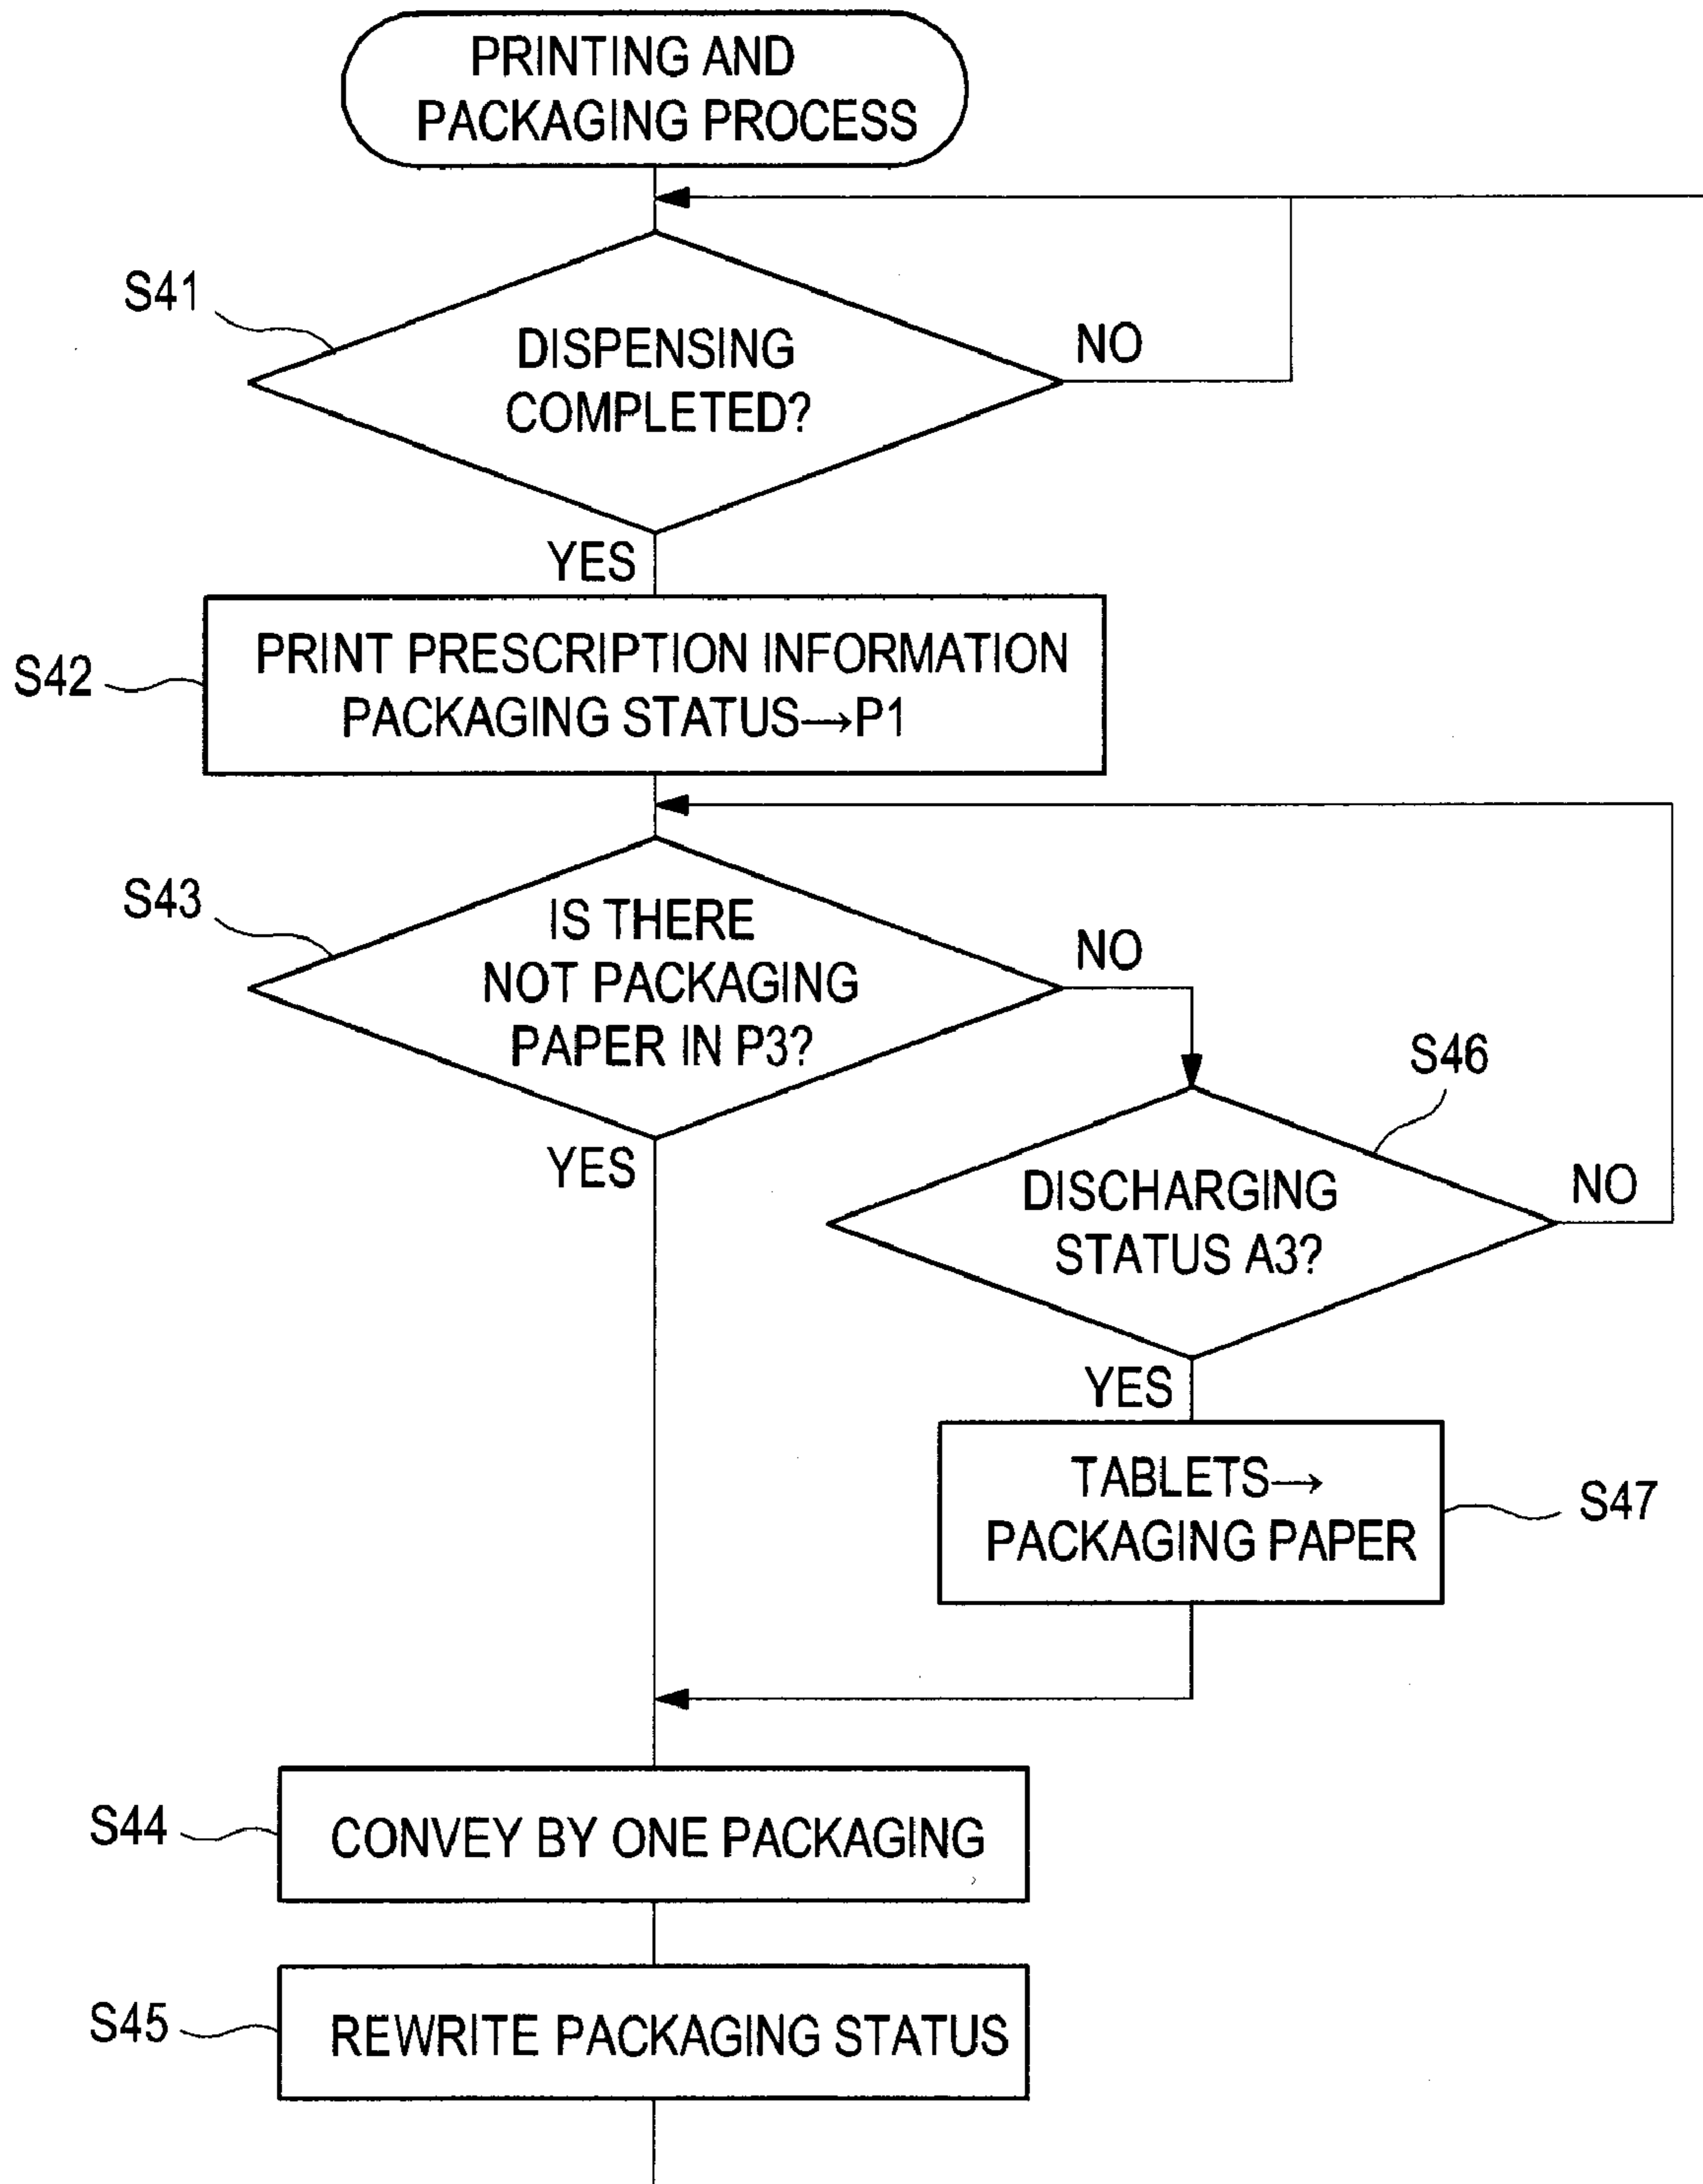 PRINTING AND
PACKAGING PROCESS
S41
DISPENSING
COMPLETED?
NO
YES
S42
PRINT PRESCRIPTION INFORMATION
PACKAGING STATUS→P1
S43
IS THERE
NOT PACKAGING
PAPER IN P3?
NO
YES
S46
DISCHARGING
STATUS A3?
NO
YES
TABLETS→
PACKAGING PAPER
S47
S44
CONVEY BY ONE PACKAGING
S45
REWRITE PACKAGING STATUS